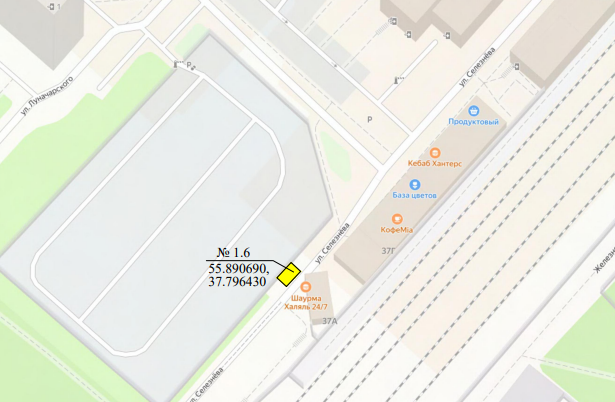 ул. Селезнёва
ул. Луначарского
P
P
Продуктовый
Кебаб Хантерс
База цветов
КофеMia
37Г
ул. Селезнёва
№ 1.6
55.890690,
37.796430
Шаурма
Халяль 24/7
37А
Желез
ул. Селезнёва